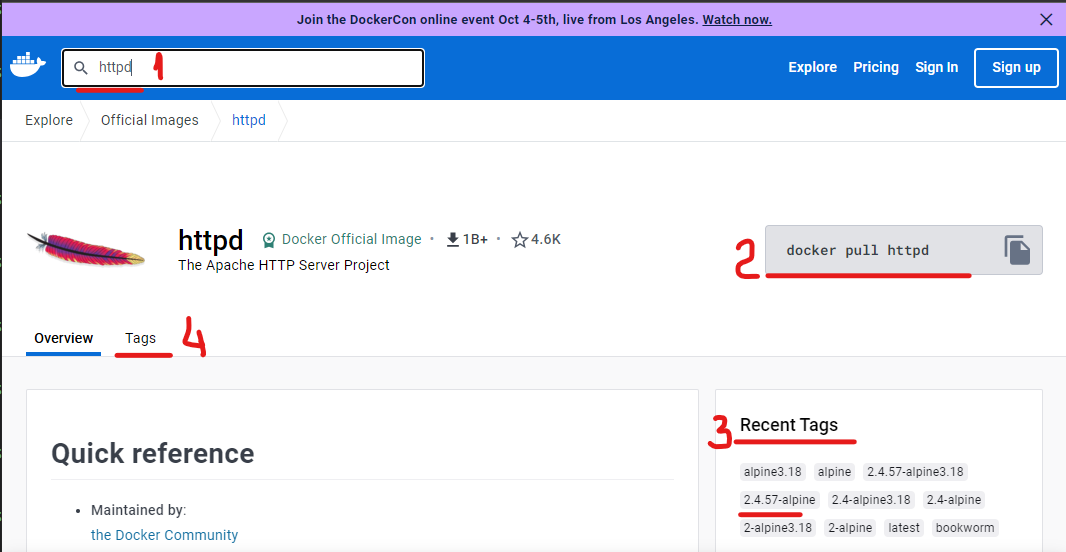 Join the DockerCon online event Oct 4-5th, live from Los Angeles. Watch now.
httpd 1
Explore Pricing Sign In Sign up
Explore Official Images httpd
httpd Docker Official Image • 1B+ • 4.6K
The Apache HTTP Server Project
2 docker pull httpd
Overview Tags 4
Quick reference
• Maintained by:
the Docker Community
3 Recent Tags
alpine3.18 alpine 2.4.57-alpine3.18
2.4.57-alpine 2.4-alpine3.18 2.4-alpine
2-alpine3.18 2-alpine latest bookworm